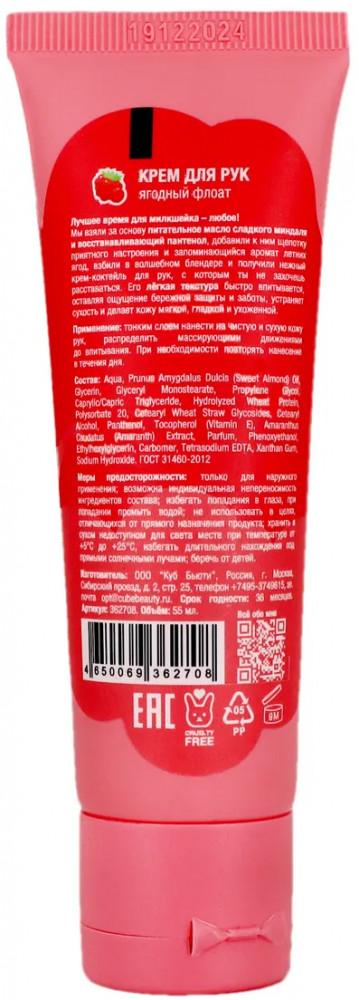 19122024
КРЕМ ДЛЯ РУК
ягодный флоат
Лучшее время для милкшейка – любое!
Мы взяли за основу питательное масло сладкого миндаля
и восстанавливающий пантенол, добавили к ним щепотку
приятного настроения и запоминающийся аромат летних
ягод, взбили в волшебном блендере и получили нежный
крем-коктейль для рук, с которым ты не захочешь
расставаться. Его лёгкая текстура быстро впитывается,
оставляя ощущение бережной защиты и заботы, устраняет
сухость и делает кожу мягкой, гладкой и ухоженной.
Применение: тонким слоем нанести на чистую и сухую кожу
рук, распределить массирующими движениями
до впитывания. При необходимости повторять нанесение
в течение дня.
Состав: Aqua, Prunus Amygdalus Dulcis (Sweet Almond) Oil,
Glycerin, Glyceryl Monostearate, Propylene Glycol,
Caprylic/Capric Triglyceride, Hydrolyzed Wheat Protein,
Polysorbate 20, Cetearyl Wheat Straw Glycosides, Cetearyl
Alcohol, Panthenol, Tocopherol (Vitamin E), Amaranthus
Caudatus (Amaranth) Extract, Parfum, Phenoxyethanol,
Ethylhexylglycerin, Carbomer, Tetrasodium EDTA, Xanthan Gum,
Sodium Hydroxide. ГОСТ 31460-2012
Меры предосторожности: только для наружного
применения; возможна индивидуальная непереносимость
ингредиентов состава; избегать попадания в глаза, при
попадании промыть водой; не использовать в целях,
отличающихся от прямого назначения продукта; хранить в
сухом недоступном для света месте при температуре от
+5°С до +25°С, избегать длительного нахождения под
прямыми солнечными лучами; беречь от детей.
Изготовитель: ООО "Куб Бьюти", Россия, г. Москва,
Сибирский проезд, д. 2, стр. 25, телефон +7495-3749615,
эл. почта opt@cubebeauty.ru. Срок годности: 36 месяцев.
Артикул: 362708. Объём: 55 мл.
Всё обо мне
4 650069 362708
EAC
CRUELTY
FREE
05
PP
9M